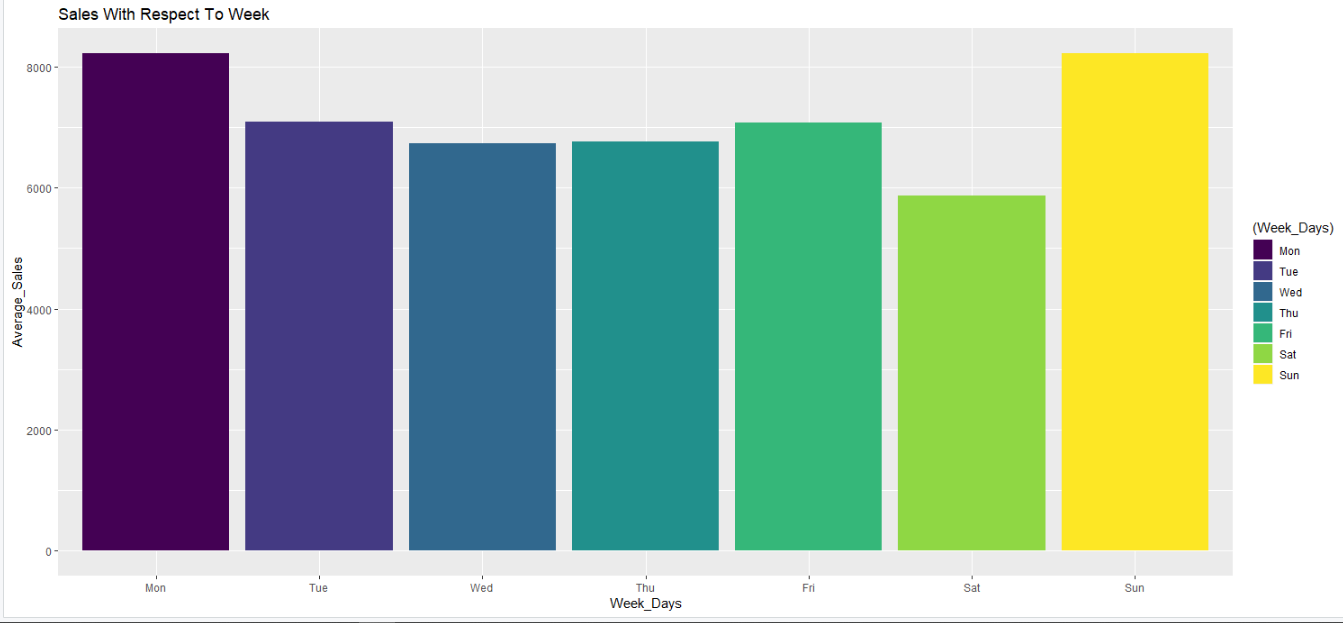 Sales With Respect To Week
Average_Sales
8000
6000
4000
2000
0
Mon
Tue
Wed
Thu
Fri
Sat
Sun
Week_Days
(Week_Days)
Mon
Tue
Wed
Thu
Fri
Sat
Sun